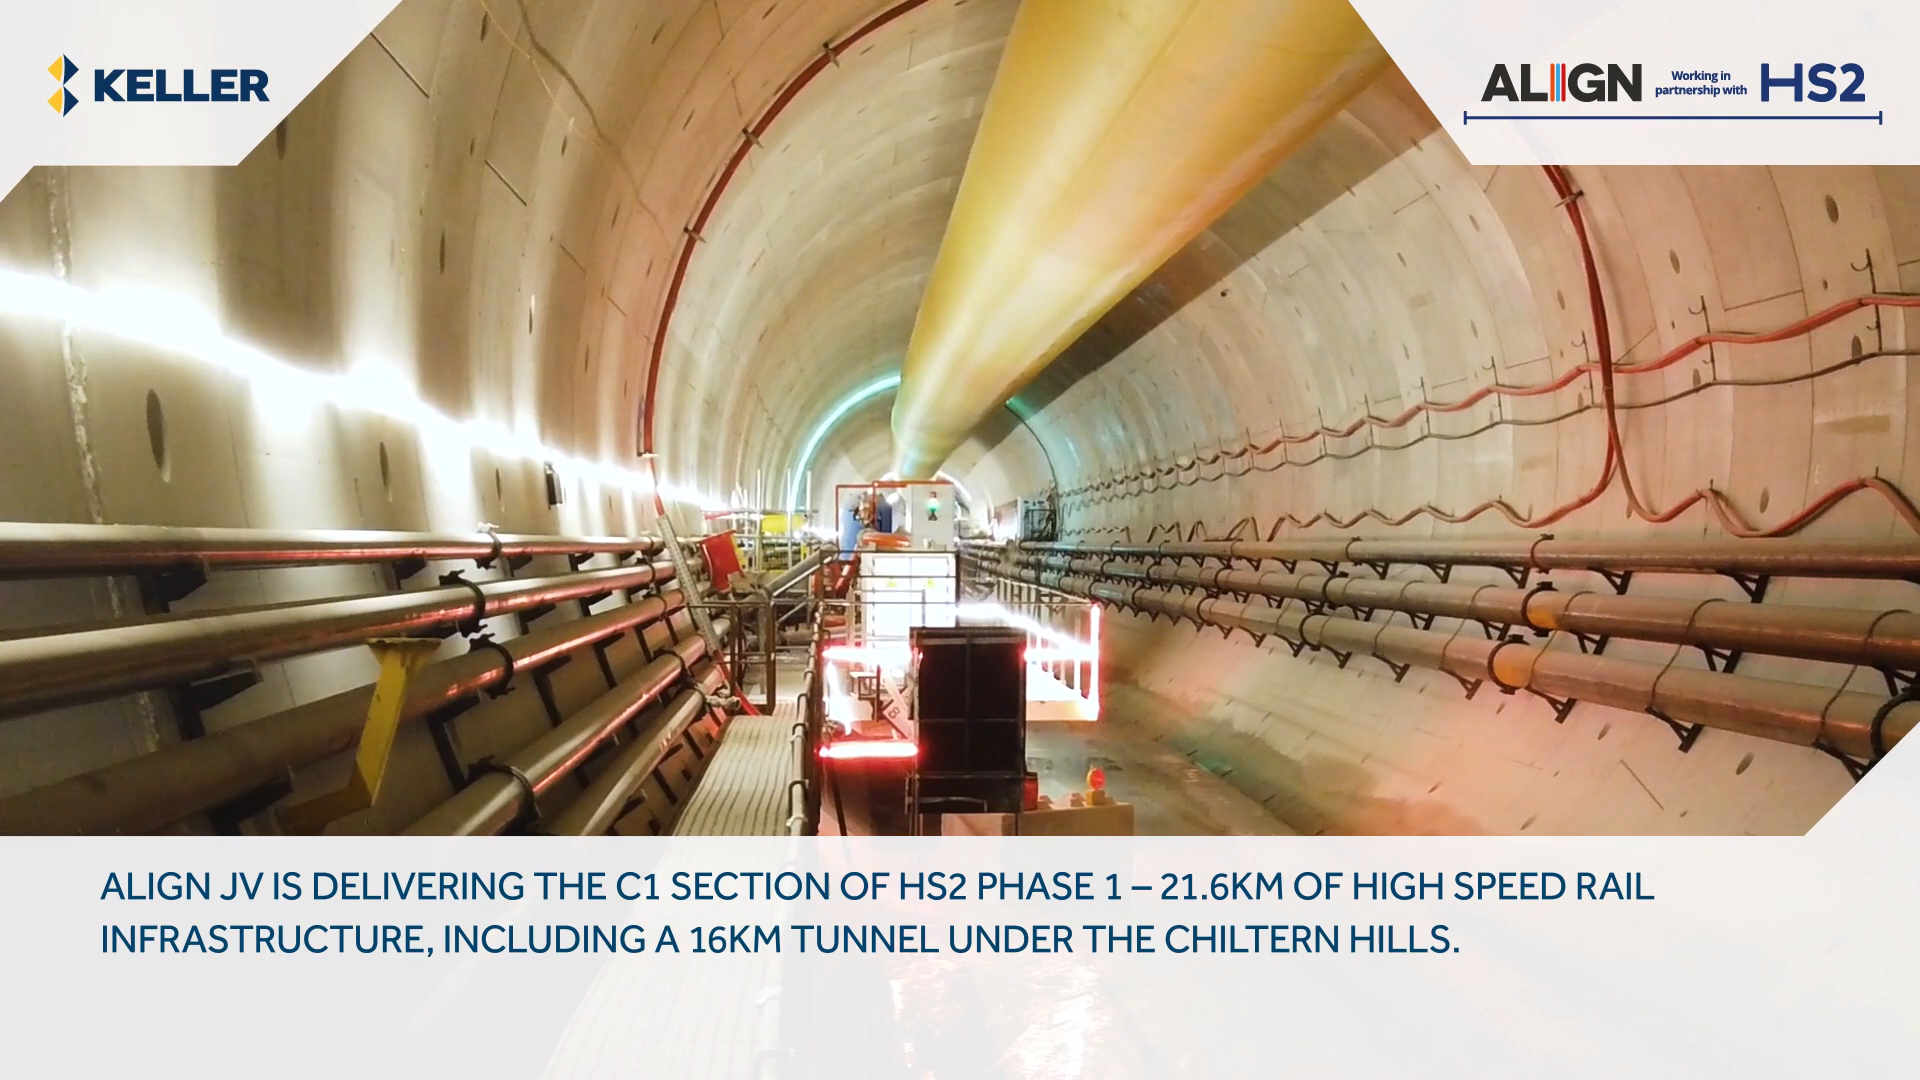 KELLER
ALIGN
Working in
partnership with
HS2
ALIGN JV IS DELIVERING THE C1 SECTION OF HS2 PHASE 1 – 21.6KM OF HIGH SPEED RAIL
INFRASTRUCTURE, INCLUDING A 16KM TUNNEL UNDER THE CHILTERN HILLS.